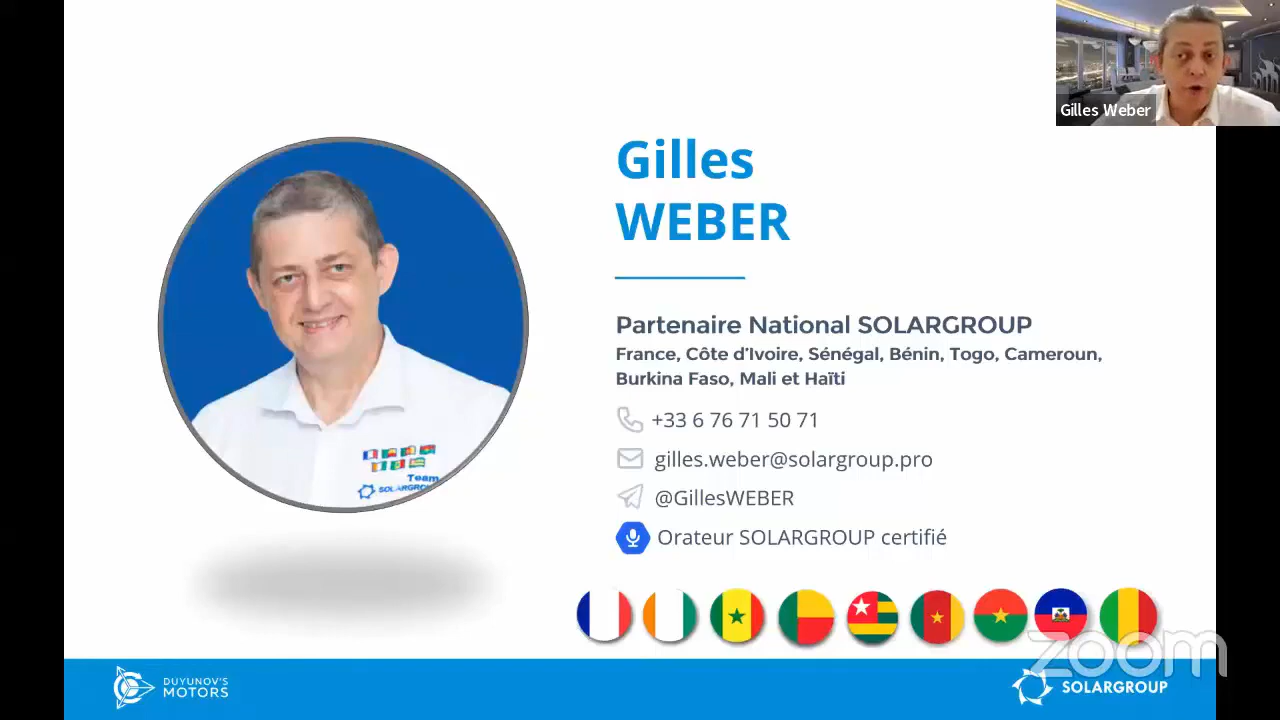 Gilles Weber
Gilles
WEBER
Partenaire National SOLARGROUP
France, Côte d'Ivoire, Sénégal, Bénin, Togo, Cameroun,
Burkina Faso, Mali et Haïti
+33 6 76 71 50 71
gilles.weber@solargroup.pro
@GillesWEBER
Orateur SOLARGROUP certifié
Team
SOLARGROUP
zoom
DUYUNOV'S
MOTORS
SOLARGROUP